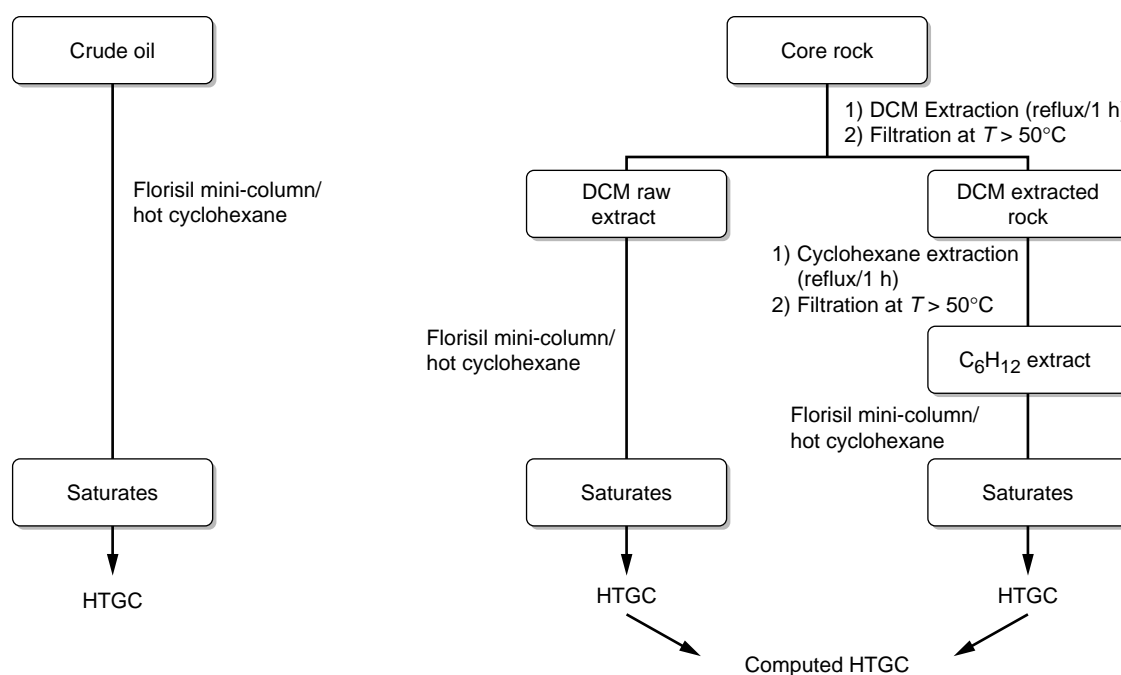 Crude oil
Florisil mini-column/
hot cyclohexane
Saturates
HTGC
Core rock
1) DCM Extraction (reflux/1 h)
2) Filtration at T > 50°C
DCM raw
extract
DCM extracted
rock
1) Cyclohexane extraction
(reflux/1 h)
2) Filtration at T > 50°C
Florisil mini-column/
hot cyclohexane
C6H12 extract
Florisil mini-column/
hot cyclohexane
Saturates
Saturates
HTGC
HTGC
Computed HTGC